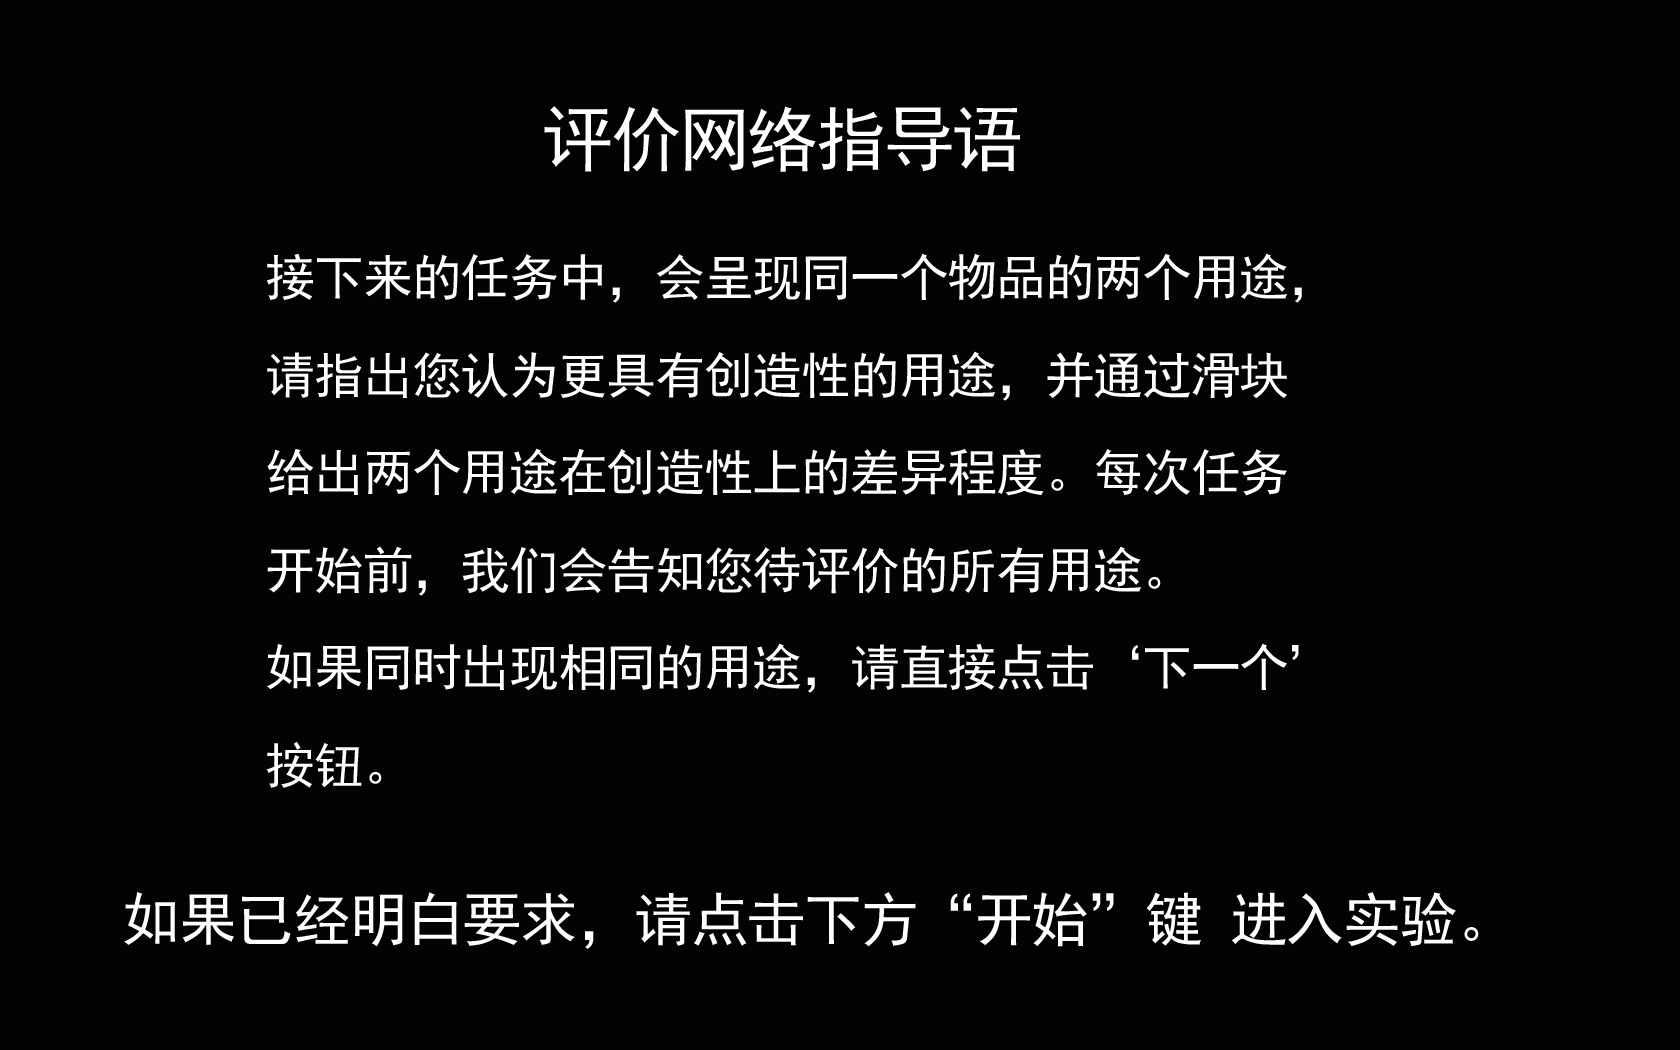 评价网络指导语
接下来的任务中，会呈现同一个物品的两个用途，
请指出您认为更具有创造性的用途，并通过滑块
给出两个用途在创造性上的差异程度。每次任务
开始前，我们会告知您待评价的所有用途。
如果同时出现相同的用途，请直接点击‘下一个’
按钮。
如果已经明白要求，请点击下方“开始”键 进入实验。